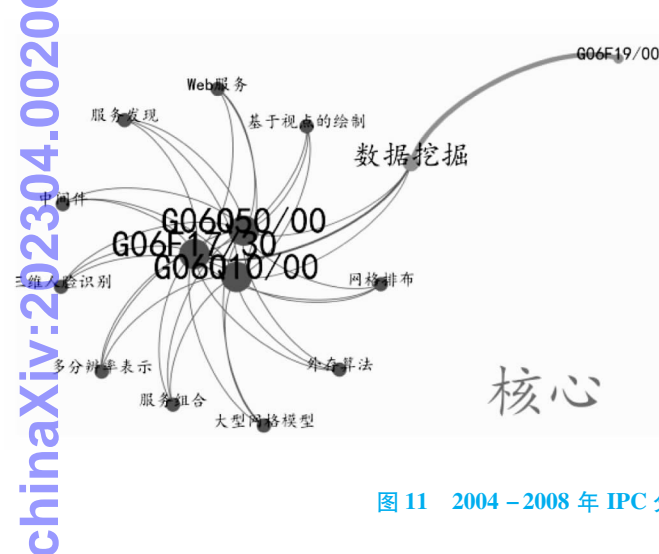 G06F19/00
Web服务
服务发现
基于视点的绘制
数据挖掘
中间件
G06Q50/00
G06F17/30
G06Q10/00
三维人脸识别
网格排布
多分辨率表示
外存算法
服务组合
大型网格模型
核心
图 11 2004 – 2008 年 IPC
chinaXiv:202304.00200